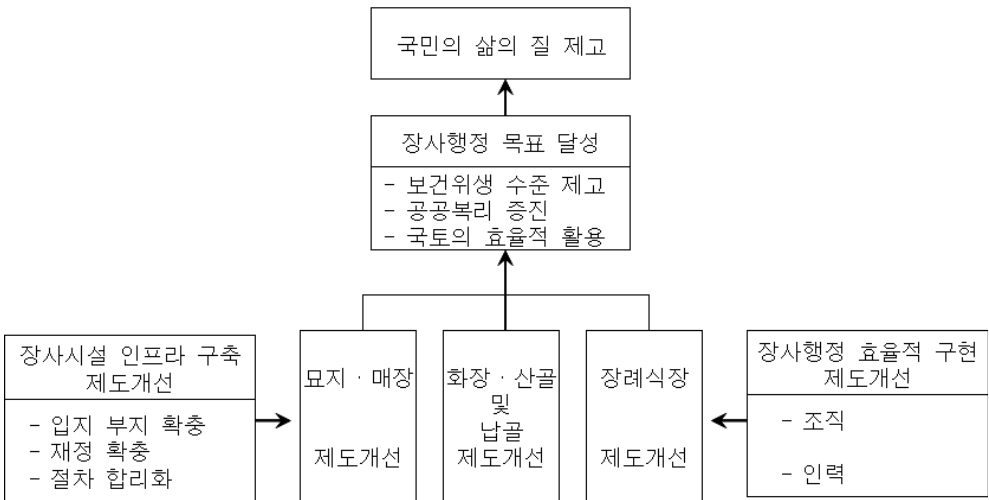 국민의 삶의 질 제고
장사행정 목표 달성
- 보건위생 수준 제고
- 공공복리 증진
- 국토의 효율적 활용
장사시설 인프라 구축
제도개선
- 입지 부지 확충
- 재정 확충
- 절차 합리화
묘지·매장
제도개선
화장·산골
및
납골
제도개선
장례식장
제도개선
장사행정 효율적 구현
제도개선
- 조직
- 인력